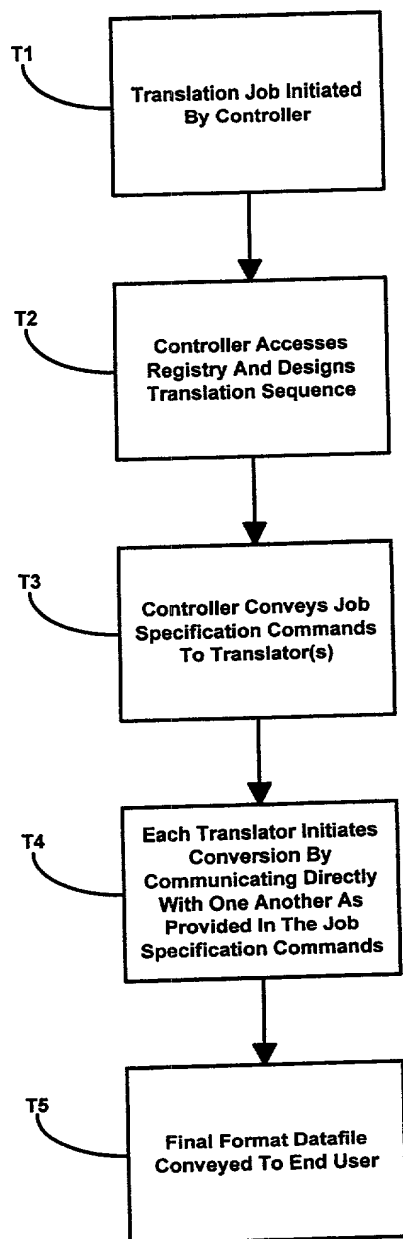 T1
Translation Job Initiated
By Controller
T2
Controller Accesses
Registry And Designs
Translation Sequence
T3
Controller Conveys Job
Specification Commands
To Translator(s)
T4
Each Translator Initiates
Conversion By
Communicating Directly
With One Another As
Provided In The Job
Specification Commands
T5
Final Format Datafile
Conveyed To End User